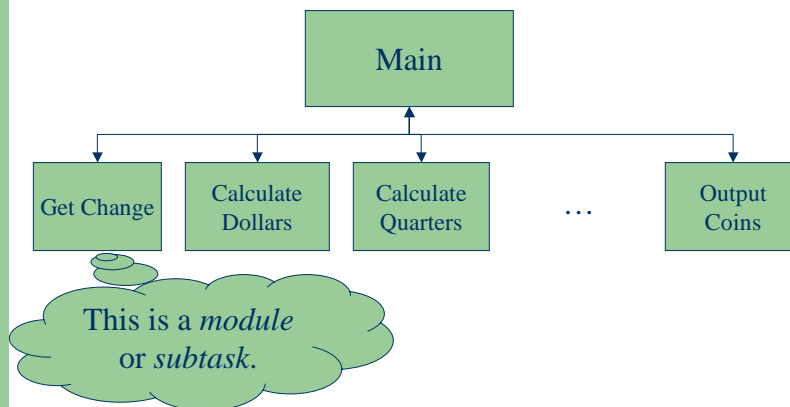 Main
Get Change
Calculate
Dollars
Calculate
Quarters
…
Output
Coins
This is a module
or subtask.